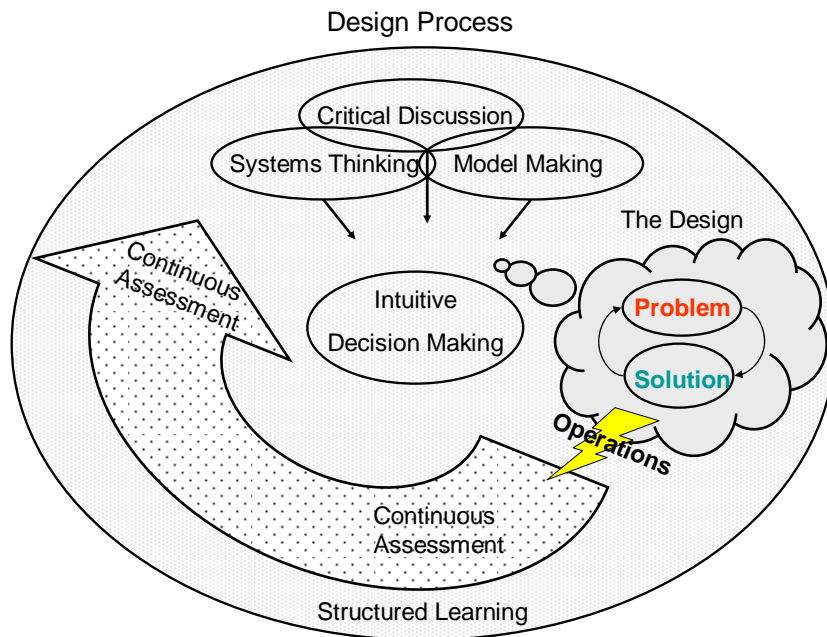 Design Process
Critical Discussion
Systems Thinking
Model Making
The Design
Continuous
Assessment
Intuitive
Decision Making
Problem
Solution
Operations
Continuous
Assessment
Structured Learning